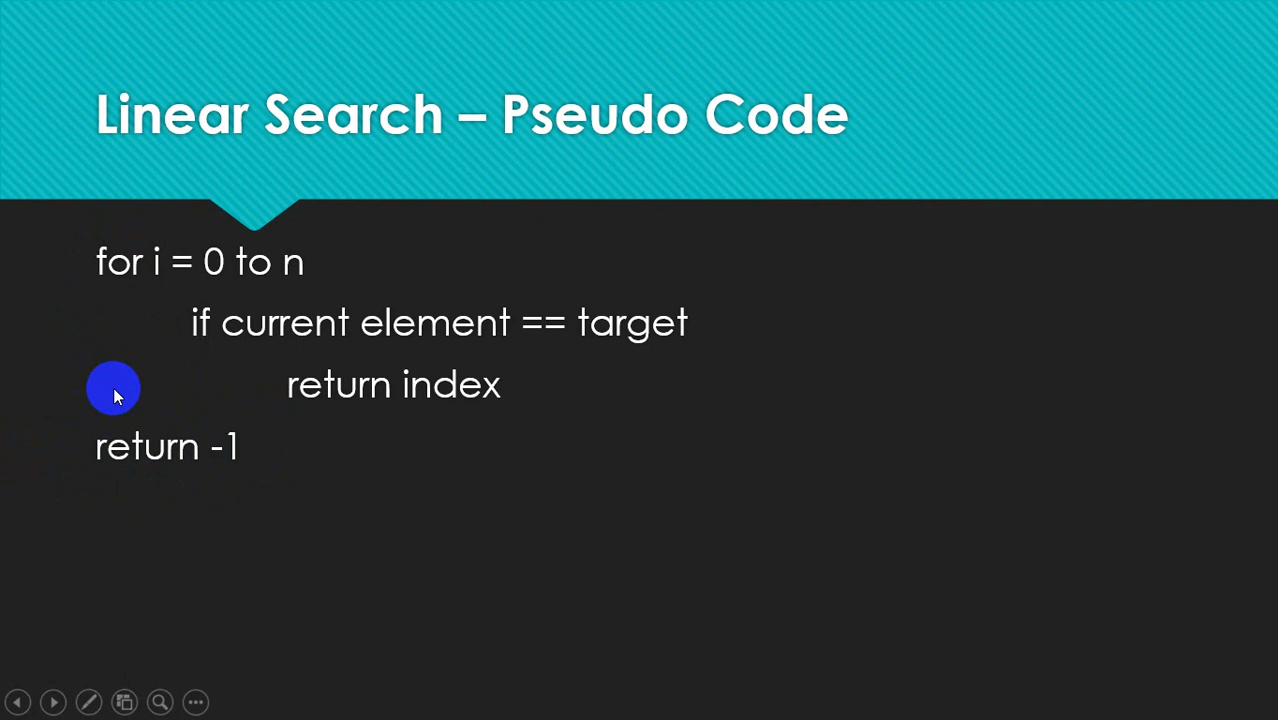 Linear Search – Pseudo Code
for i = 0 to n
if current element == target
return index
return -1